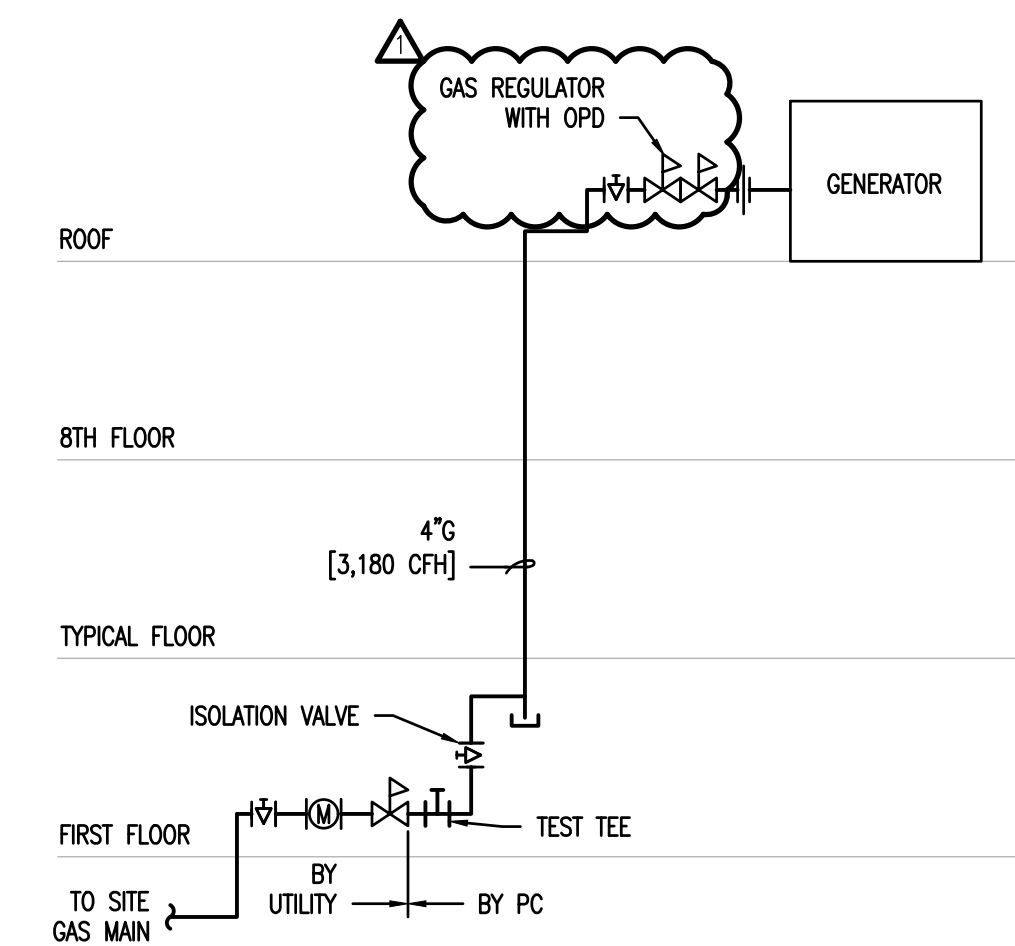 1
GAS REGULATOR
WITH OPD
GENERATOR
ROOF
8TH FLOOR
4"G
[3,180 CFH]
TYPICAL FLOOR
ISOLATION VALVE
M
TEST TEE
FIRST FLOOR
BY
UTILITY
BY PC
TO SITE
GAS MAIN